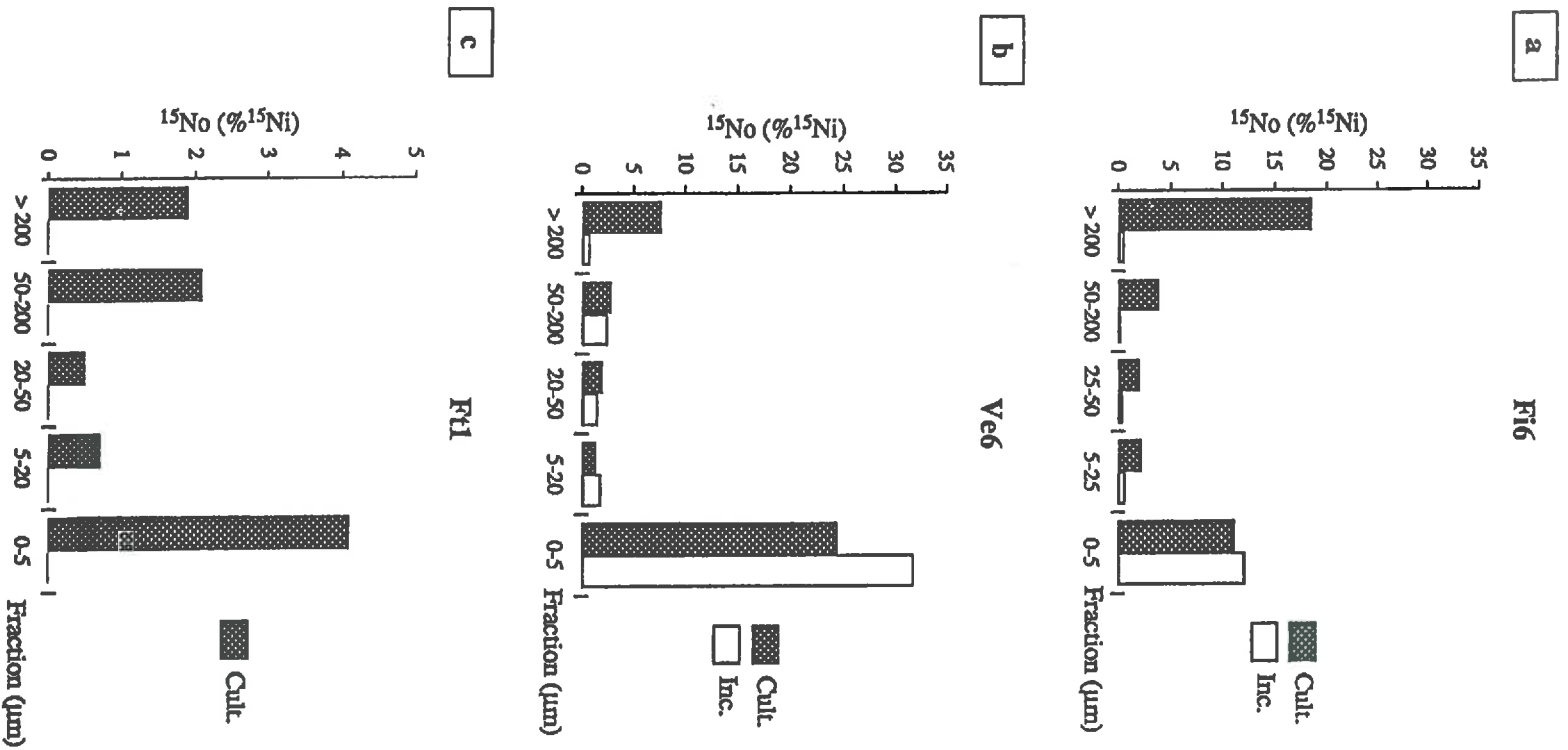 a
Fi6
¹⁵No (%¹⁵Ni)
35
30
25
20
15
10
5
0
> 200
50-200
25-50
5-25
0-5
Fraction (µm)
Cult.
Inc.
b
Ve6
¹⁵No (%¹⁵Ni)
35
30
25
20
15
10
5
0
> 200
50-200
20-50
5-20
0-5
Fraction (µm)
Cult.
Inc.
c
Ft1
¹⁵No (%¹⁵Ni)
5
4
3
2
1
0
> 200
50-200
20-50
5-20
0-5
Fraction (µm)
Cult.